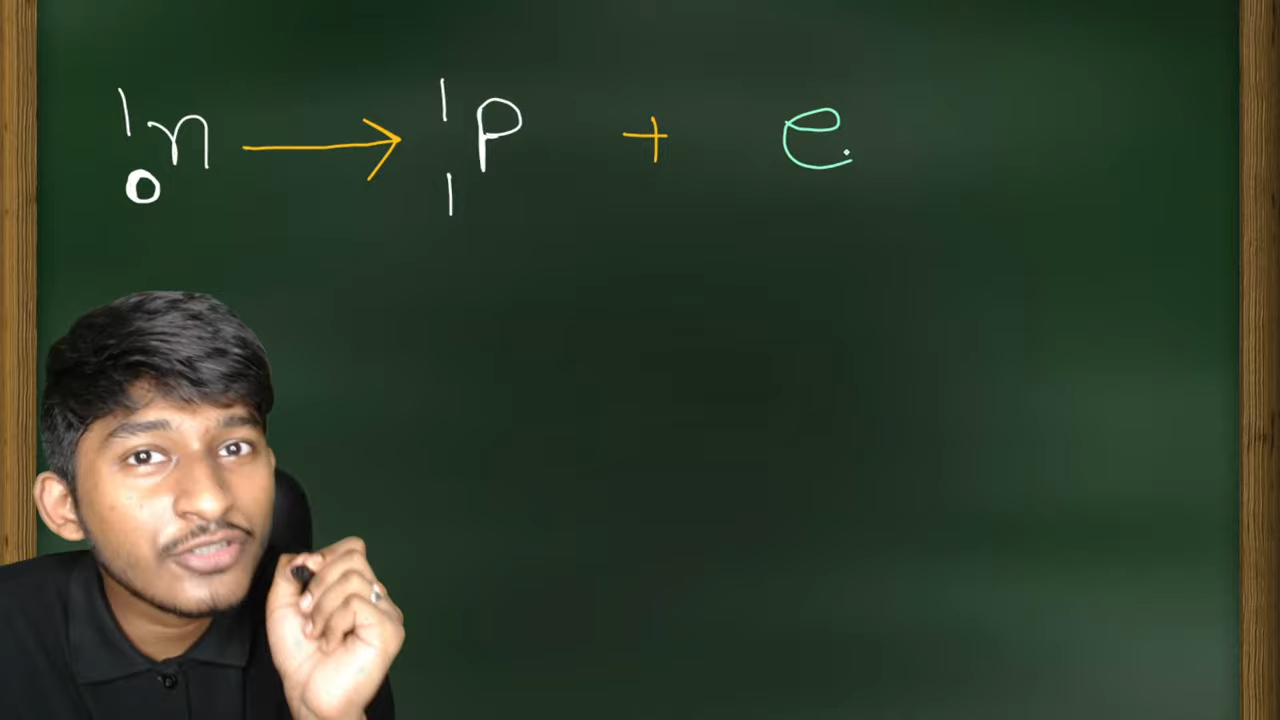 ¹₀n → ¹₁p + e